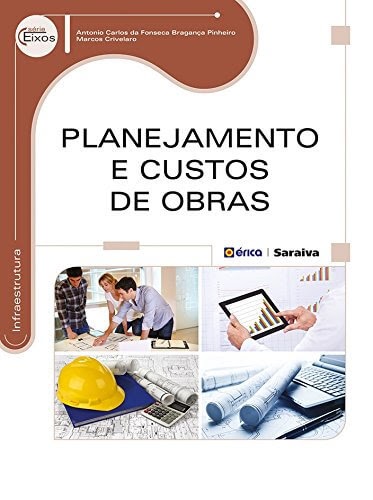 série
Eixos
Antonio Carlos da Fonseca Bragança Pinheiro
Marcos Crivelaro
PLANEJAMENTO
E CUSTOS
DE OBRAS
érica | Saraiva
Infraestrutura